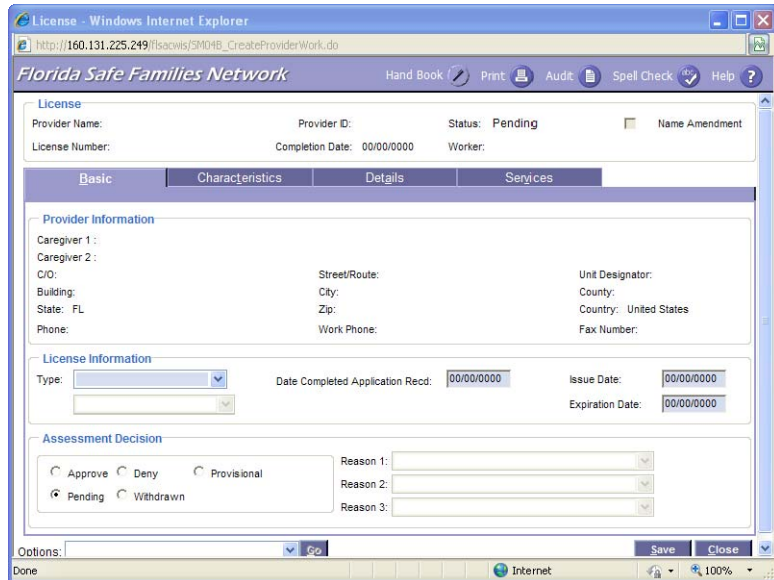 License - Windows Internet Explorer
http://160.131.225.249/flsacwis/SM04B_CreateProviderWork.do
Florida Safe Families Network Hand Book Print Audit Spell Check Help ?
License
Provider Name: Provider ID: Status: Pending Name Amendment
License Number: Completion Date: 00/00/0000 Worker:
Basic Characteristics Details Services
Provider Information
Caregiver 1 :
Caregiver 2 :
C/O: Street/Route: Unit Designator:
Building: City: County:
State: FL Zip: Country: United States
Phone: Work Phone: Fax Number:
License Information
Type: Date Completed Application Recd: 00/00/0000 Issue Date: 00/00/0000
Expiration Date: 00/00/0000
Assessment Decision
Approve Deny Provisional Reason 1:
Pending Withdrawn Reason 2:
Reason 3:
Options: Go Save Close
Done Internet 100%